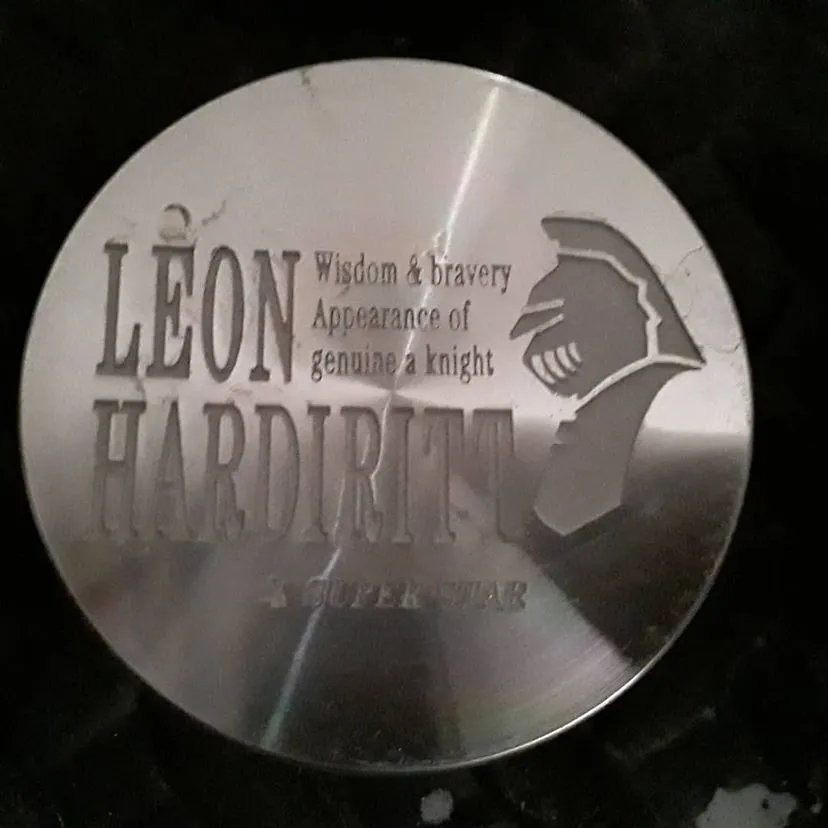 LÈON
Wisdom & bravery
Appearance of
genuine a knight
HARDIRITT
A SUPER STAR